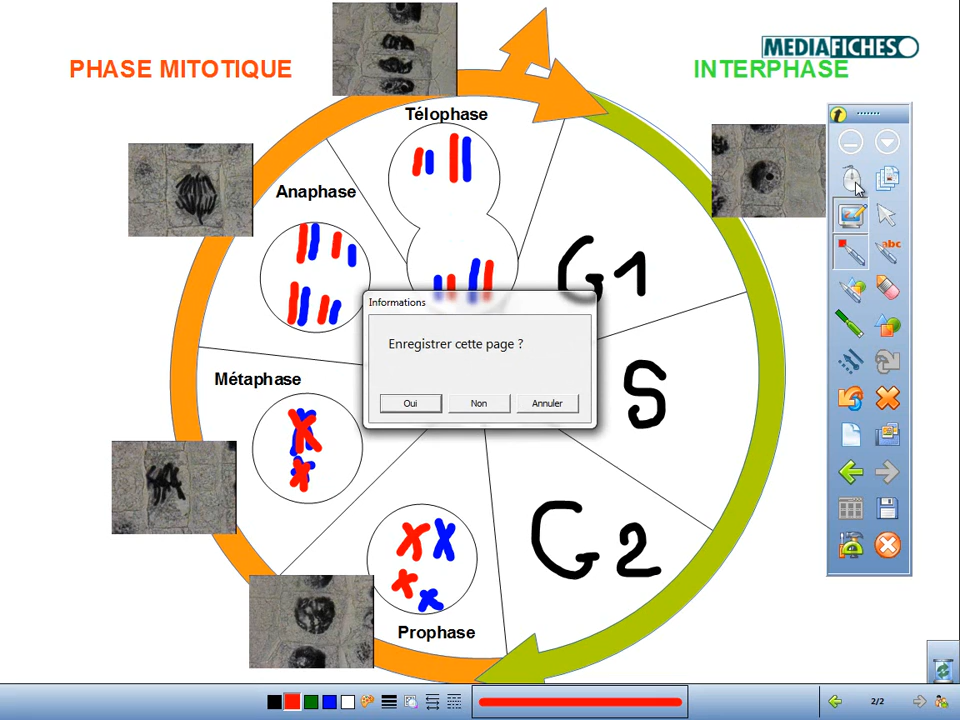 MEDIAFICHES
PHASE MITOTIQUE
INTERPHASE
Télophase
Anaphase
G1
Informations
Enregistrer cette page ?
Oui
Non
Annuler
abc
Métaphase
S
G2
Prophase
2/2